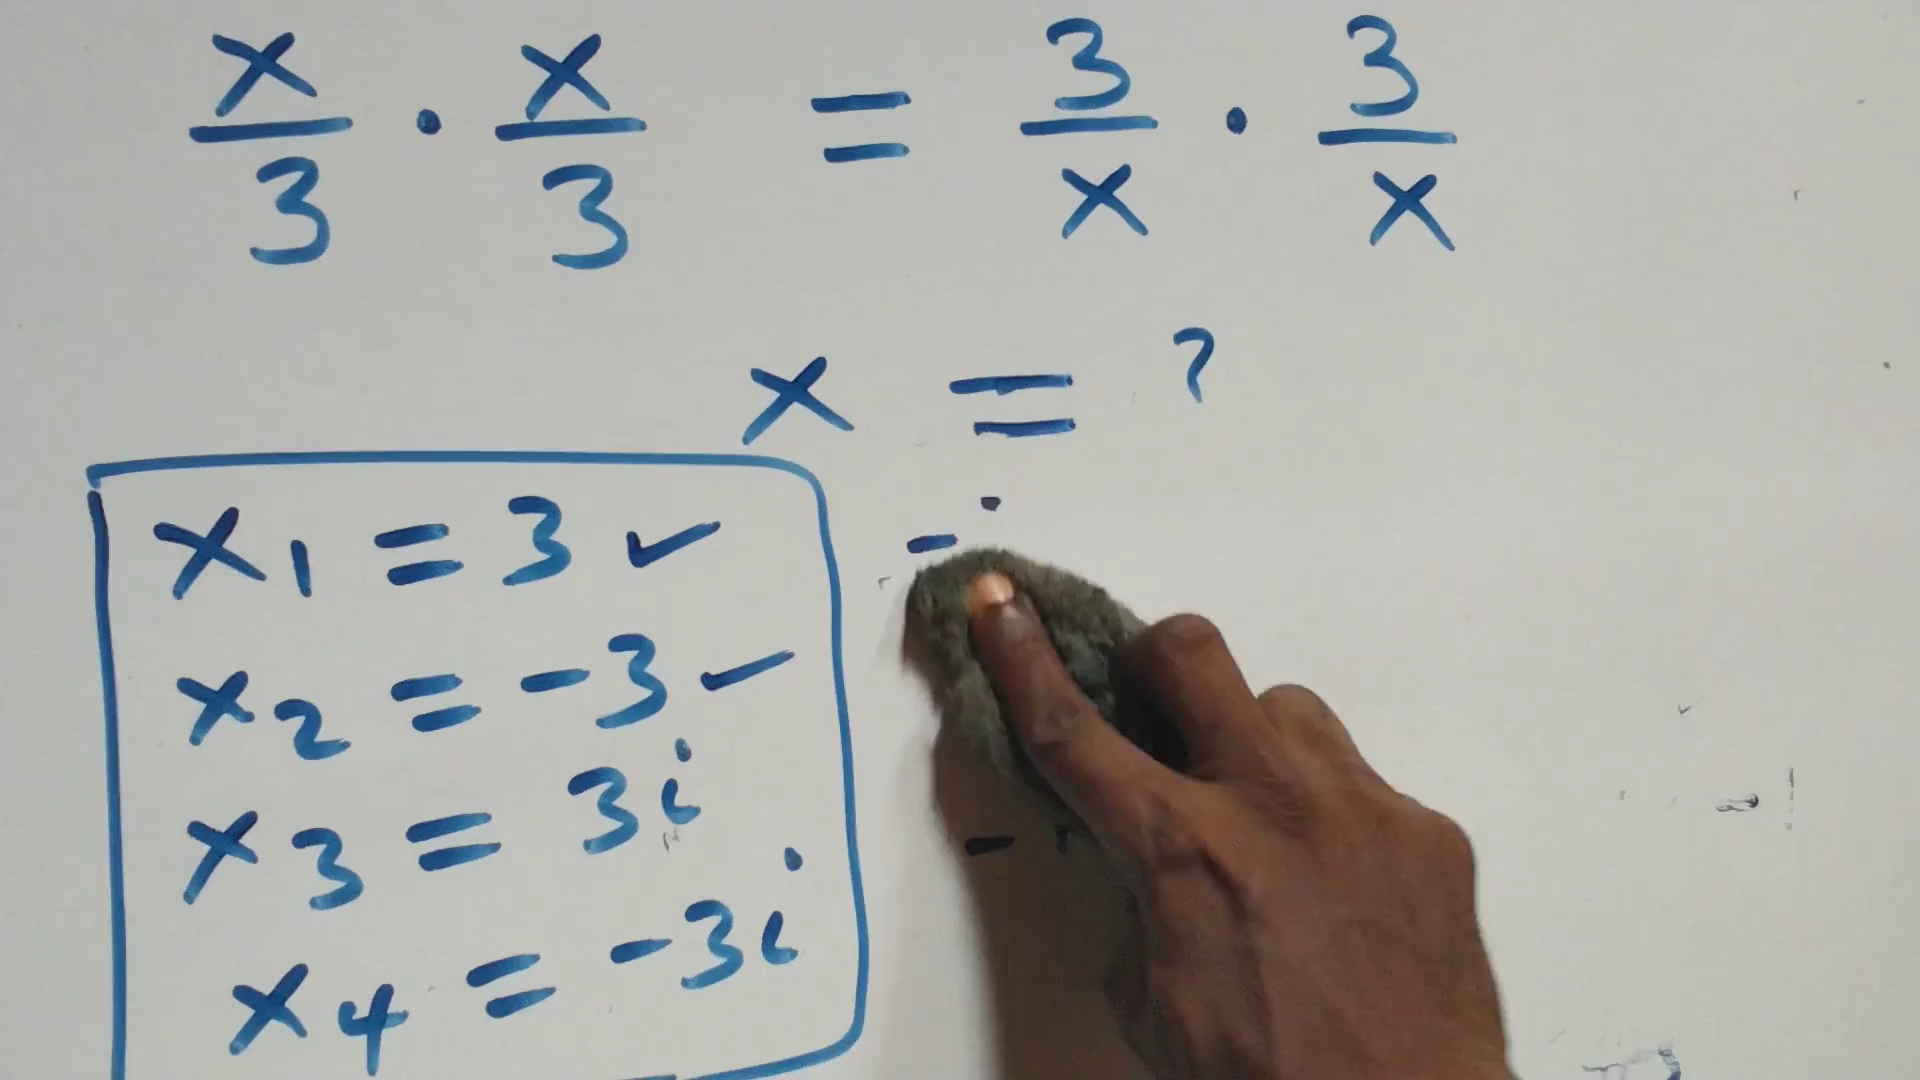 x/3 · x/3 = 3/x · 3/x
x = ?
x1 = 3 ✓
x2 = -3 ✓
x3 = 3i
x4 = -3i